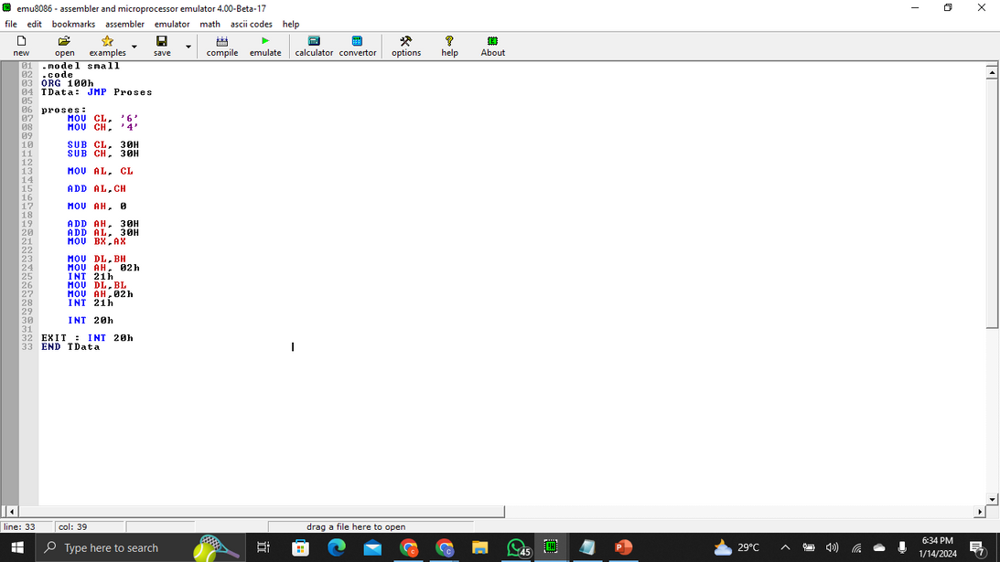 emu8086 - assembler and microprocessor emulator 4.00-Beta-17
file edit bookmarks assembler emulator math ascii codes help
new open examples save compile emulate calculator convertor options help About
01 .model small
02 .code
03 ORG 100h
04 TData: JMP Proses
05
06 proses:
07 MOV CL, '6'
08 MOV CH, '4'
09
10 SUB CL, 30H
11 SUB CH, 30H
12
13 MOV AL, CL
14
15 ADD AL,CH
16
17 MOV AH, 0
18
19 ADD AH, 30H
20 ADD AL, 30H
21 MOV BX,AX
22
23 MOV DL,BH
24 MOV AH, 02h
25 INT 21h
26 MOV DL,BL
27 MOV AH,02h
28 INT 21h
29
30 INT 20h
31
32 EXIT : INT 20h
33 END TData
line: 33 col: 39 drag a file here to open
Type here to search 45 29°C 6:34 PM
1/14/2024 7